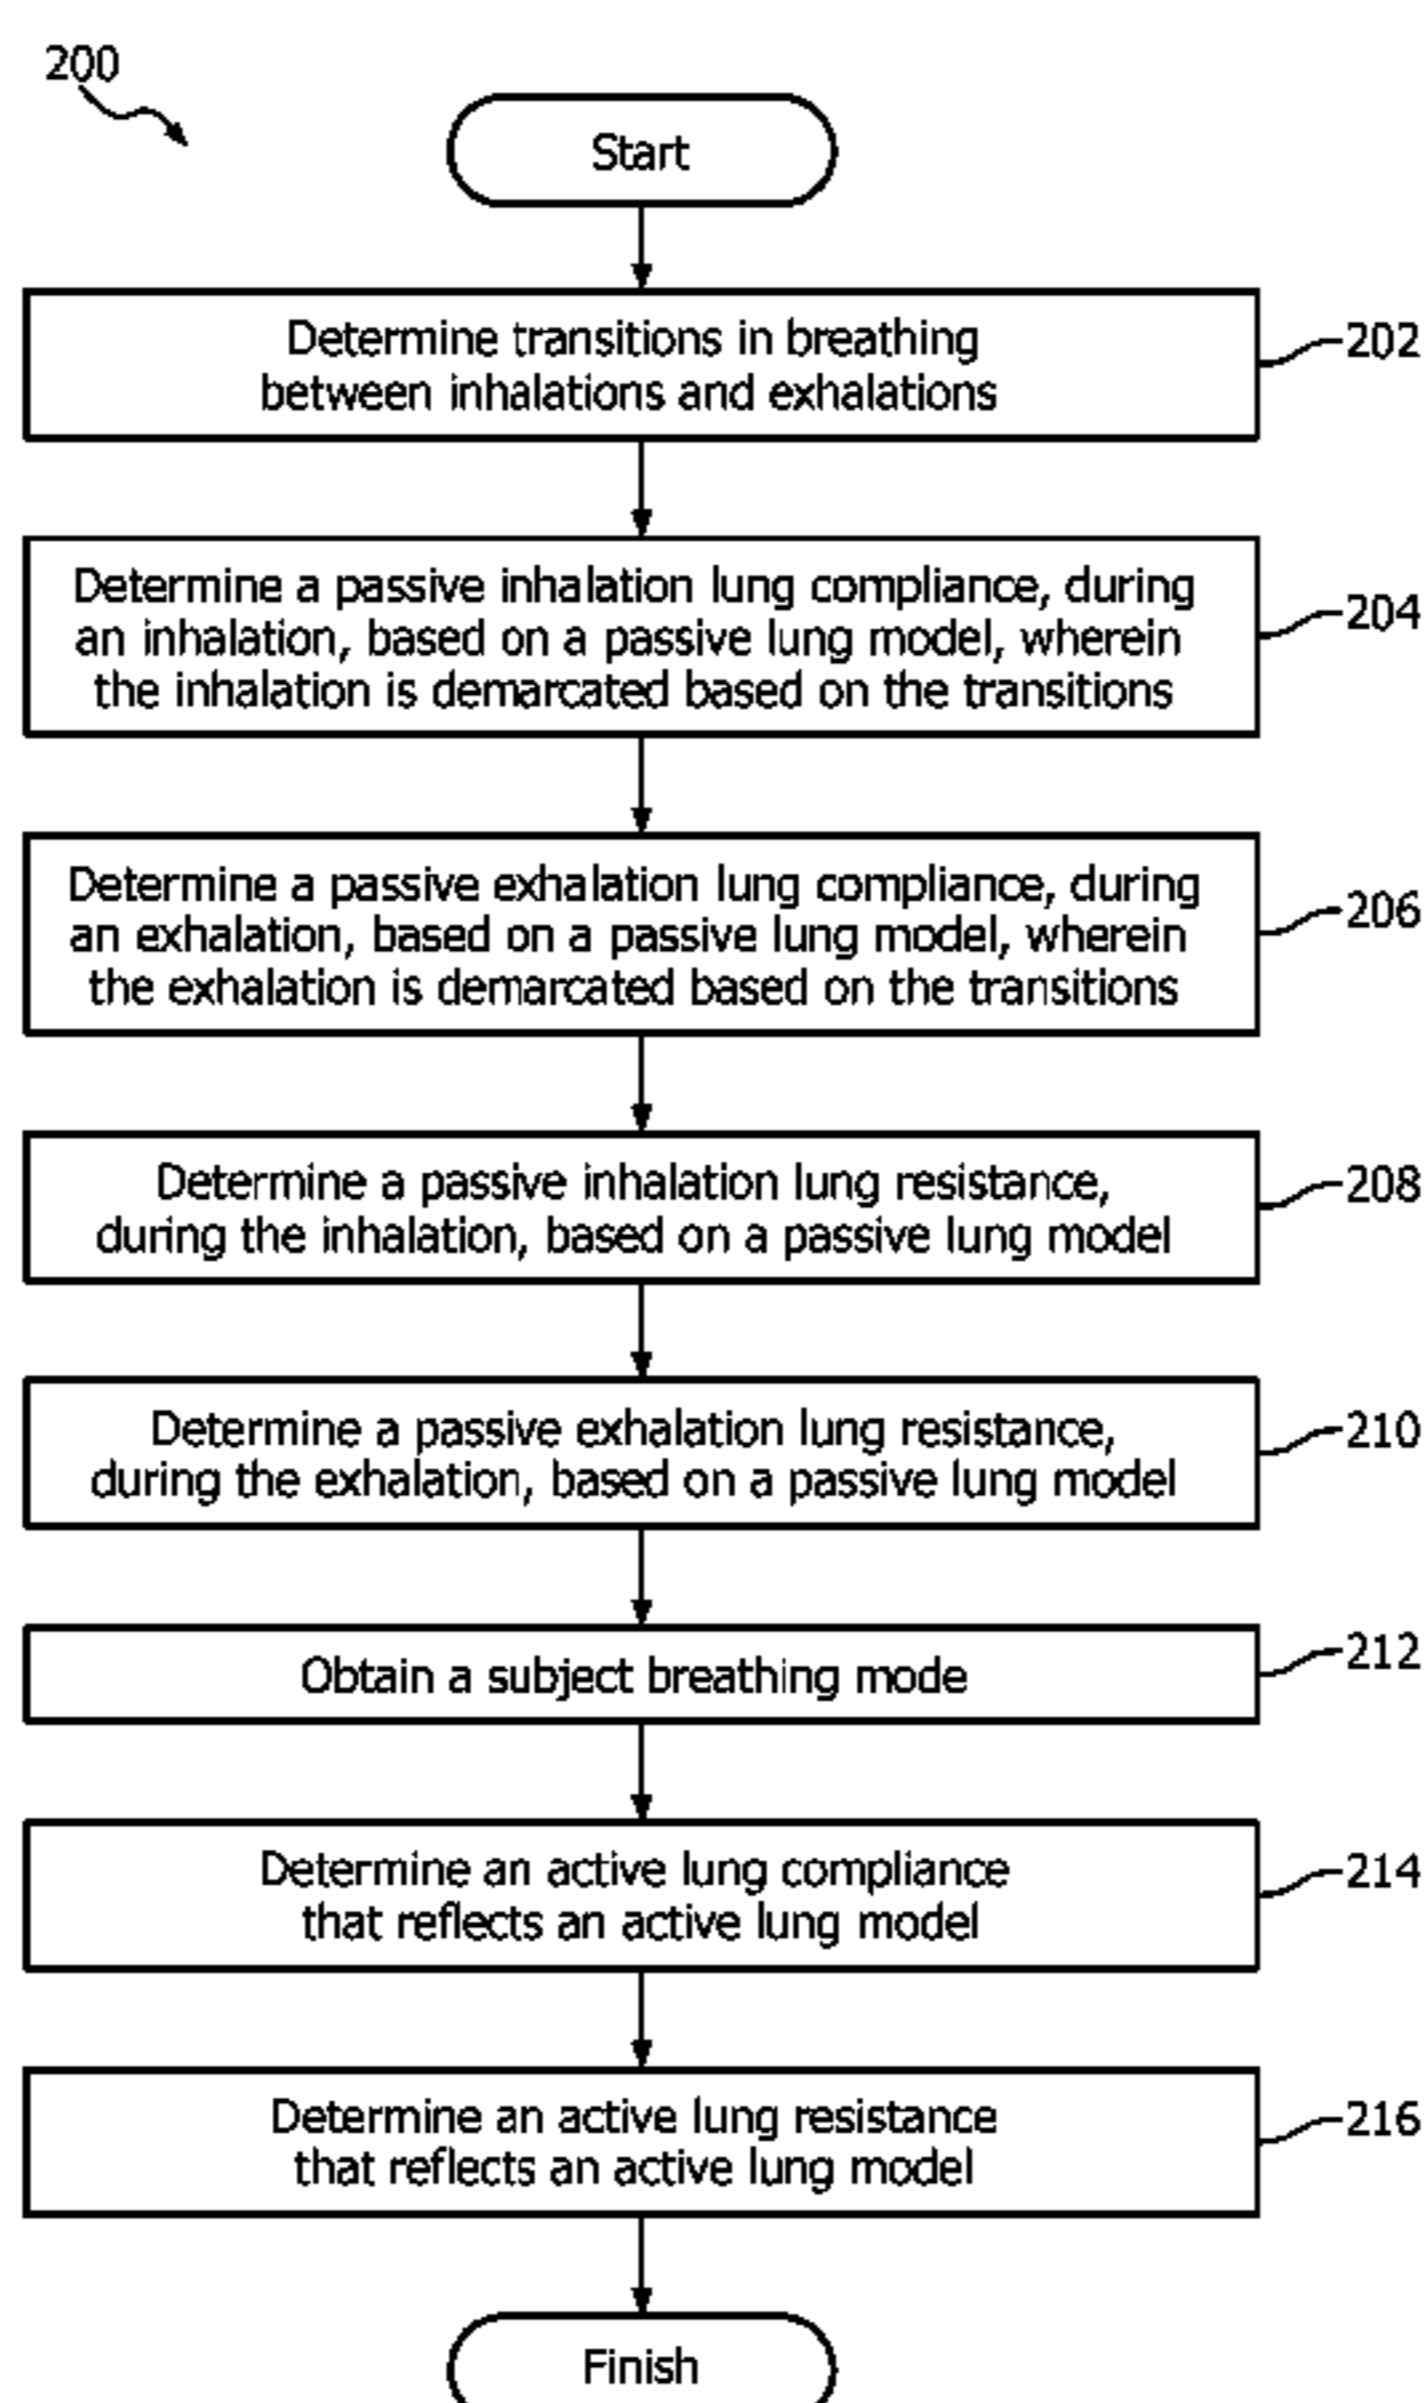 200
Start
Determine transitions in breathing
between inhalations and exhalations
202
Determine a passive inhalation lung compliance, during
an inhalation, based on a passive lung model, wherein
the inhalation is demarcated based on the transitions
204
Determine a passive exhalation lung compliance, during
an exhalation, based on a passive lung model, wherein
the exhalation is demarcated based on the transitions
206
Determine a passive inhalation lung resistance,
during the inhalation, based on a passive lung model
208
Determine a passive exhalation lung resistance,
during the exhalation, based on a passive lung model
210
Obtain a subject breathing mode
212
Determine an active lung compliance
that reflects an active lung model
214
Determine an active lung resistance
that reflects an active lung model
216
Finish